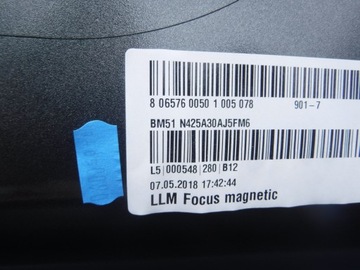 8 06576 0050 1 005 078 901-7
BM51 N425A30AJ5FM6
L5|000548|280|B12
07.05.2018 17:42:44
LLM Focus magnetic